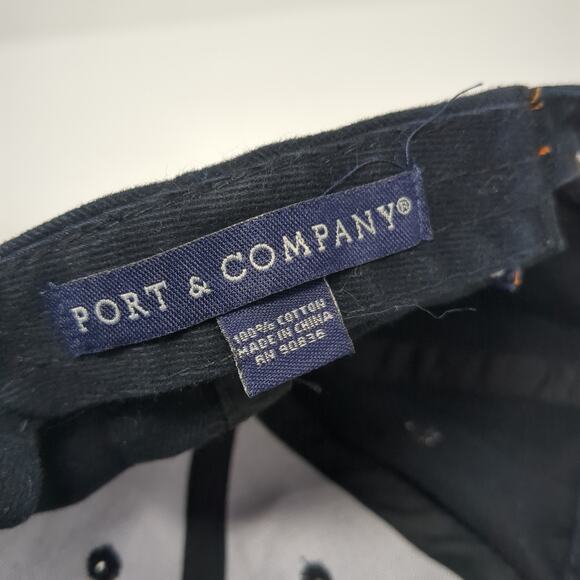 PORT & COMPANY®
100% COTTON
MADE IN CHINA
RN 90836